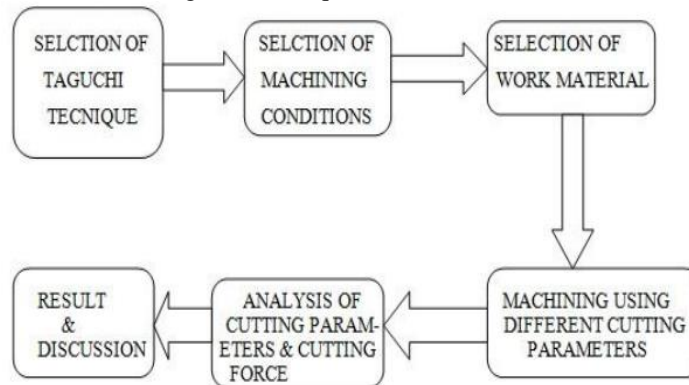 SELCTION OF
TAGUCHI
TECNIQUE
SELCTION OF
MACHINING
CONDITIONS
SELECTION OF
WORK MATERIAL
MACHINING USING
DIFFERENT CUTTING
PARAMETERS
ANALYSIS OF
CUTTING PARAM-
ETERS & CUTTING
FORCE
RESULT
&
DISCUSSION